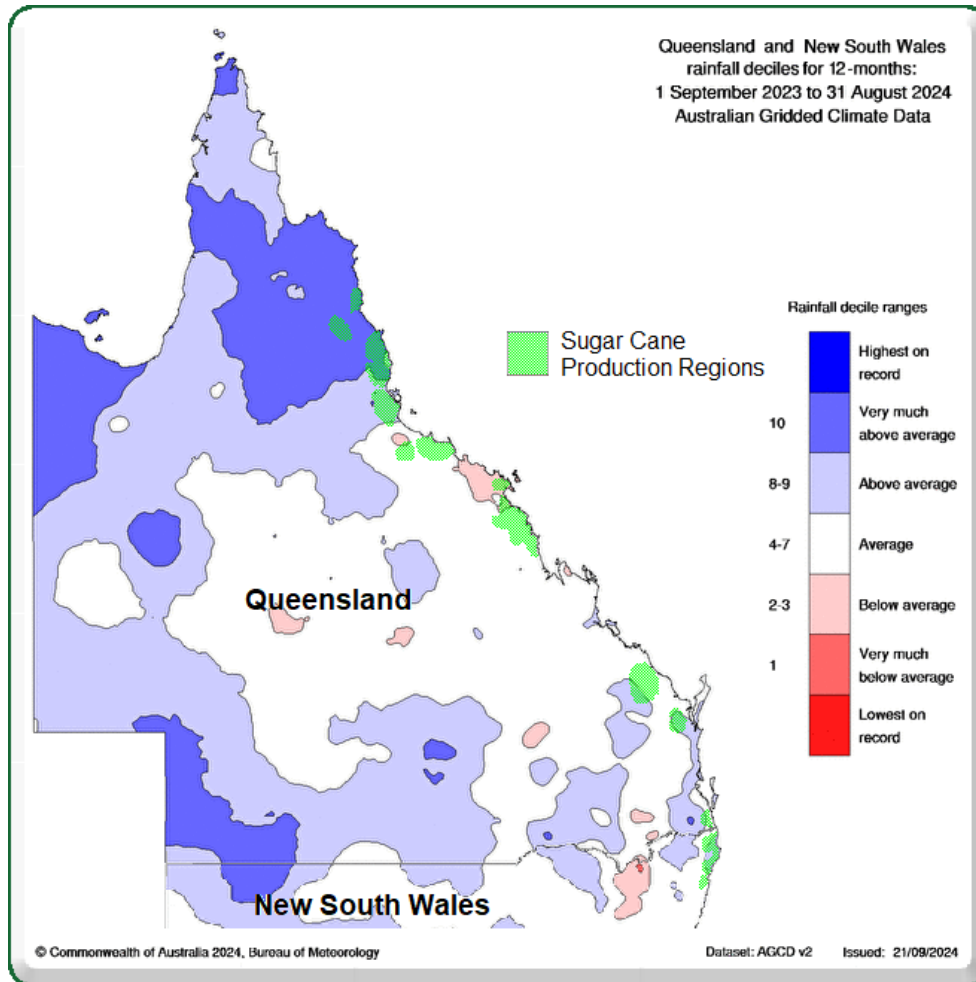 Queensland and New South Wales
rainfall deciles for 12-months:
1 September 2023 to 31 August 2024
Australian Gridded Climate Data
Rainfall decile ranges
Sugar Cane
Production Regions
Highest on
record
10
Very much
above average
8-9
Above average
4-7
Average
2-3
Below average
1
Very much
below average
Lowest on
record
Queensland
New South Wales
© Commonwealth of Australia 2024, Bureau of Meteorology
Dataset: AGCD v2
Issued: 21/09/2024